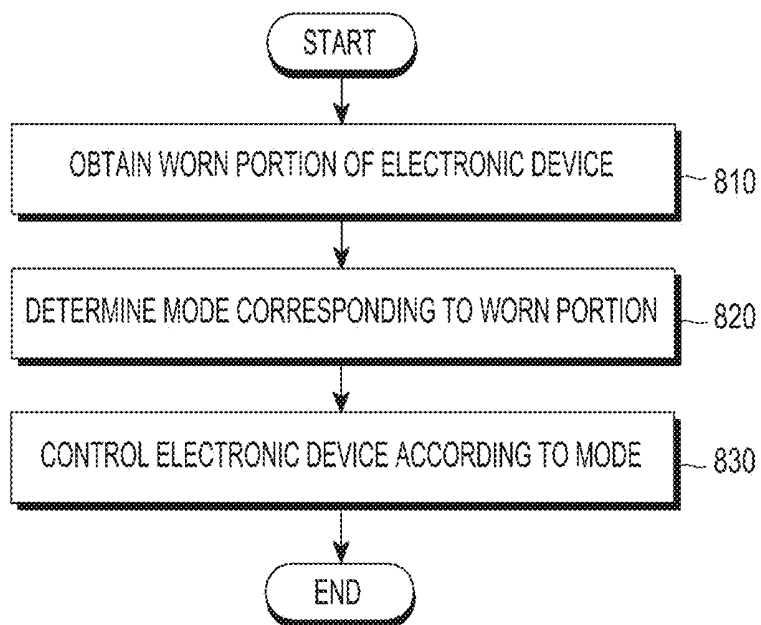 START
OBTAIN WORN PORTION OF ELECTRONIC DEVICE
810
DETERMINE MODE CORRESPONDING TO WORN PORTION
820
CONTROL ELECTRONIC DEVICE ACCORDING TO MODE
830
END